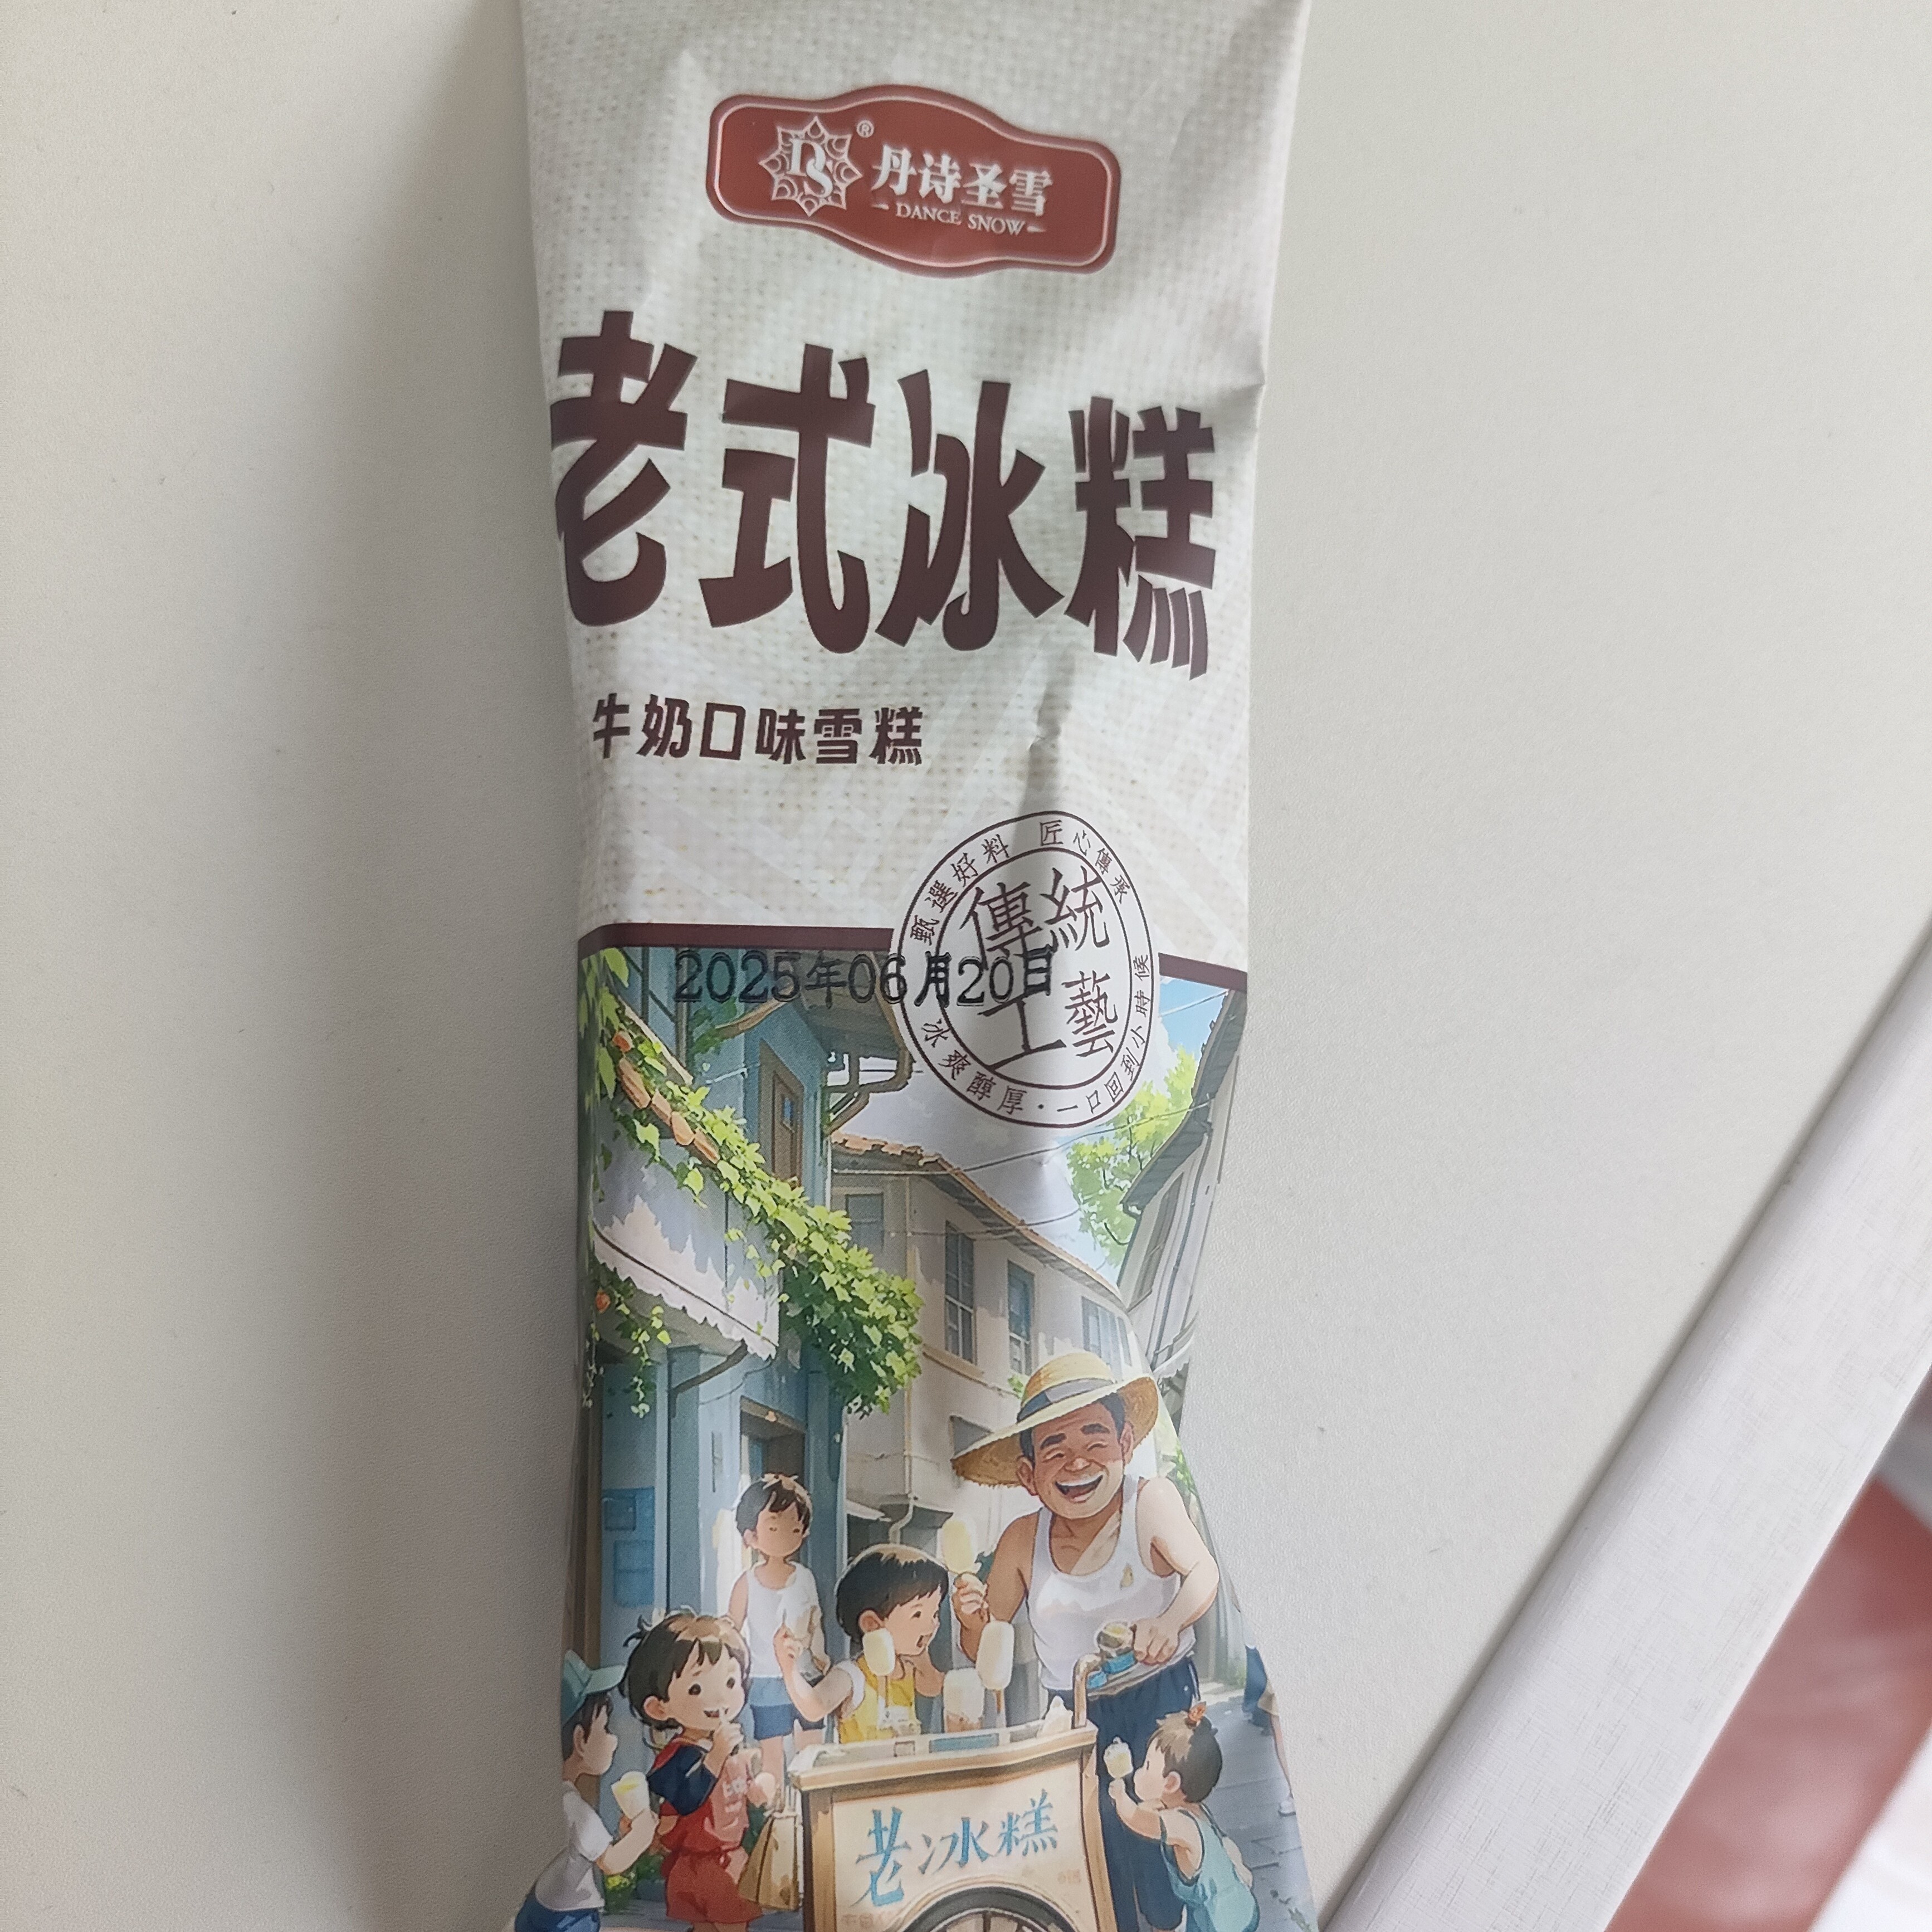 DS®
丹诗圣雪
DANCE SNOW
老式冰糕
牛奶口味雪糕
甄選好料 匠心傳承
傳統
工藝
冰爽醇厚·一口回到小時候
2025年06月20日
老冰糕